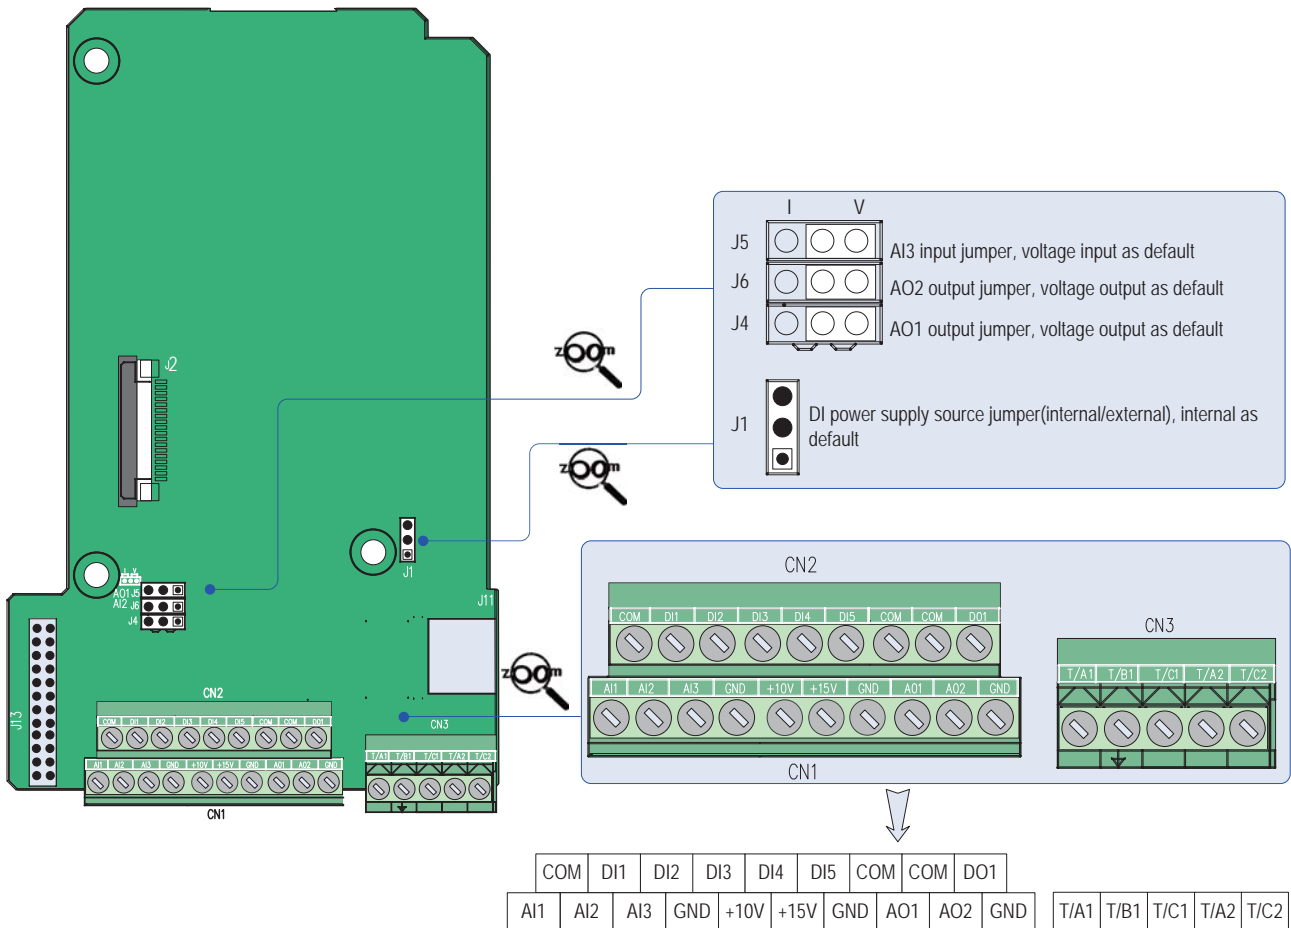 J2
I V
J5 AI3 input jumper, voltage input as default
J6 AO2 output jumper, voltage output as default
J4 AO1 output jumper, voltage output as default
J1 DI power supply source jumper(internal/external), internal as
default
zoom
zoom
zoom
J1
I V
AO1 J5
AI2 J6
J4
J11
J13
CN2
COM DI1 DI2 DI3 DI4 DI5 COM COM DO1
AI1 AI2 AI3 GND +10V +15V GND AO1 AO2 GND
CN1
CN3
T/A1 T/B1 T/C1 T/A2 T/C2
CN2
COM DI1 DI2 DI3 DI4 DI5 COM COM DO1
AI1 AI2 AI3 GND +10V +15V GND AO1 AO2 GND
CN1
CN3
T/A1 T/B1 T/C1 T/A2 T/C2
COM DI1 DI2 DI3 DI4 DI5 COM COM DO1
AI1 AI2 AI3 GND +10V +15V GND AO1 AO2 GND T/A1 T/B1 T/C1 T/A2 T/C2